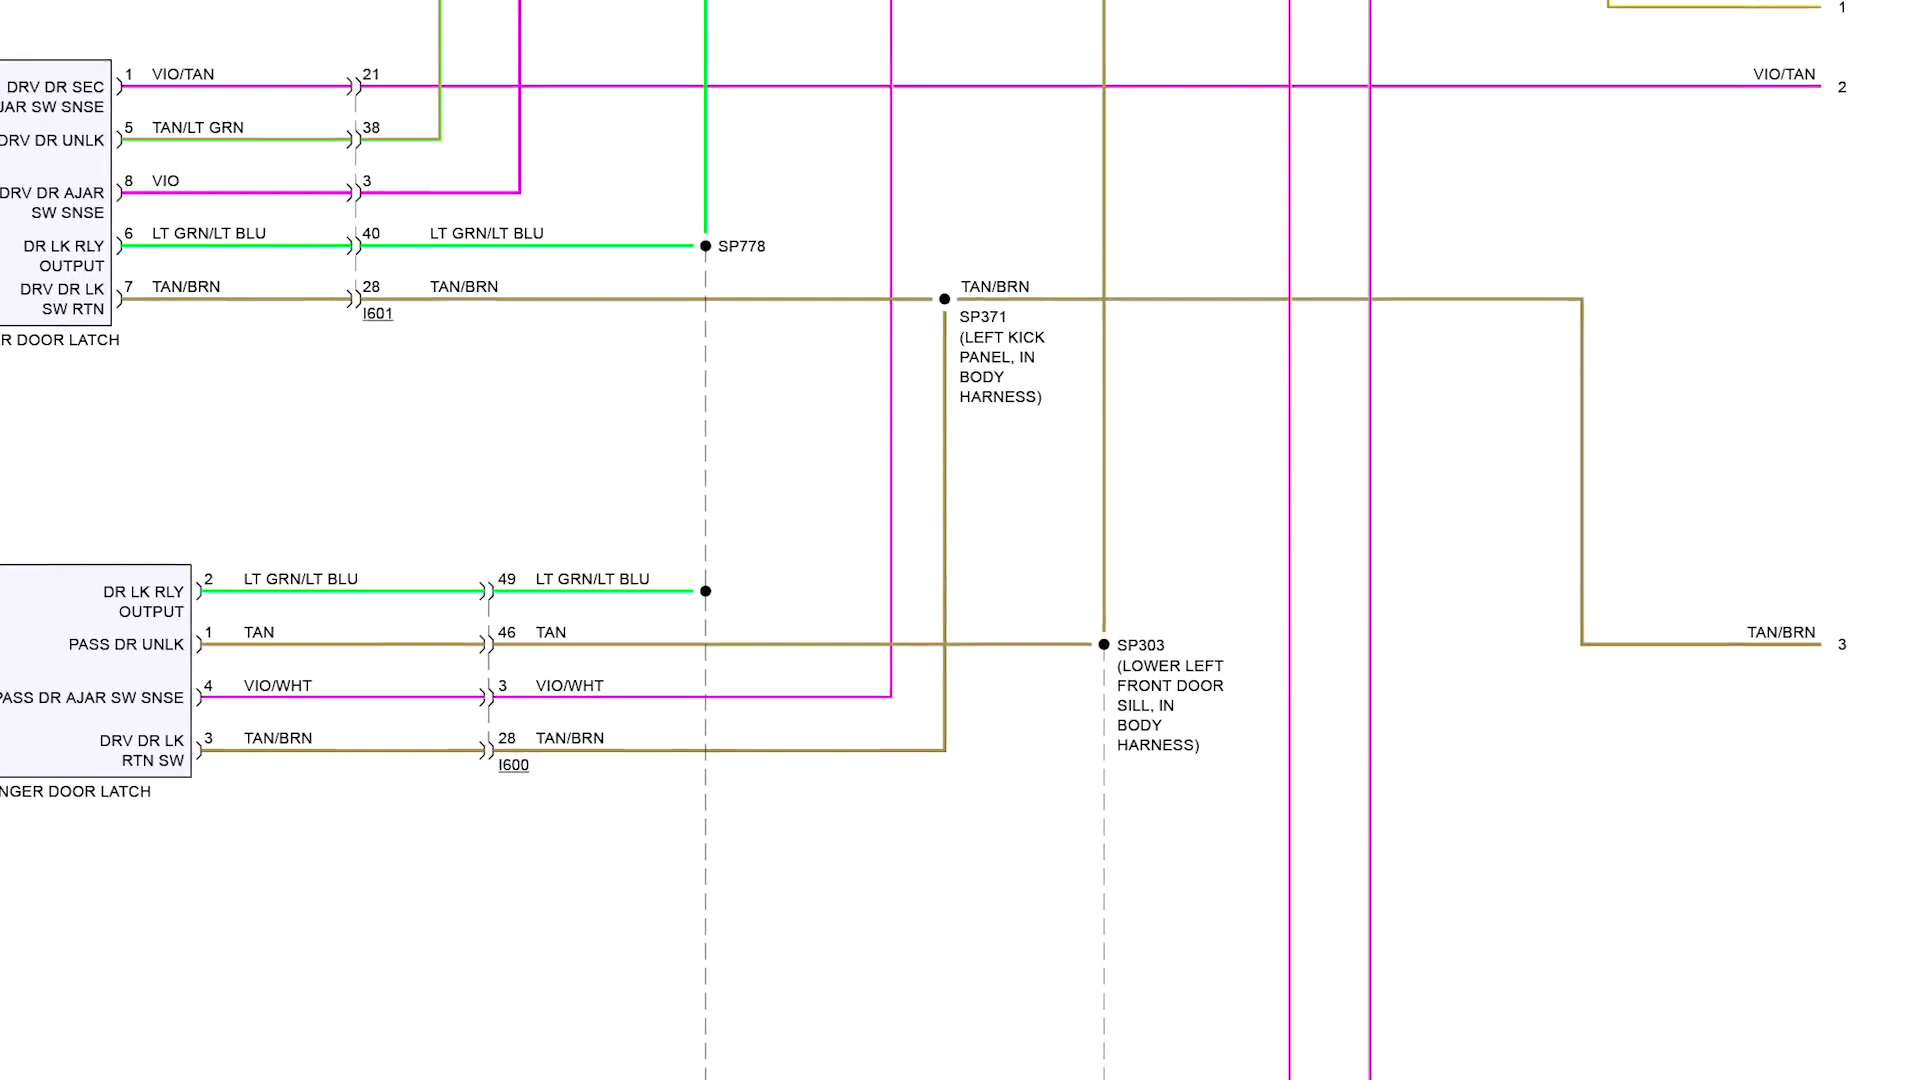 1
1 VIO/TAN 21 VIO/TAN 2
DRV DR SEC
JAR SW SNSE
5 TAN/LT GRN 38
DRV DR UNLK
8 VIO 3
DRV DR AJAR
SW SNSE
6 LT GRN/LT BLU 40 LT GRN/LT BLU
DR LK RLY
OUTPUT
SP778
7 TAN/BRN 28 TAN/BRN TAN/BRN
DRV DR LK
SW RTN
I601
R DOOR LATCH
SP371
(LEFT KICK
PANEL, IN
BODY
HARNESS)
2 LT GRN/LT BLU 49 LT GRN/LT BLU
DR LK RLY
OUTPUT
1 TAN 46 TAN
PASS DR UNLK
TAN/BRN 3
SP303
(LOWER LEFT
FRONT DOOR
SILL, IN
BODY
HARNESS)
4 VIO/WHT 3 VIO/WHT
PASS DR AJAR SW SNSE
3 TAN/BRN 28 TAN/BRN
DRV DR LK
RTN SW
I600
NGER DOOR LATCH